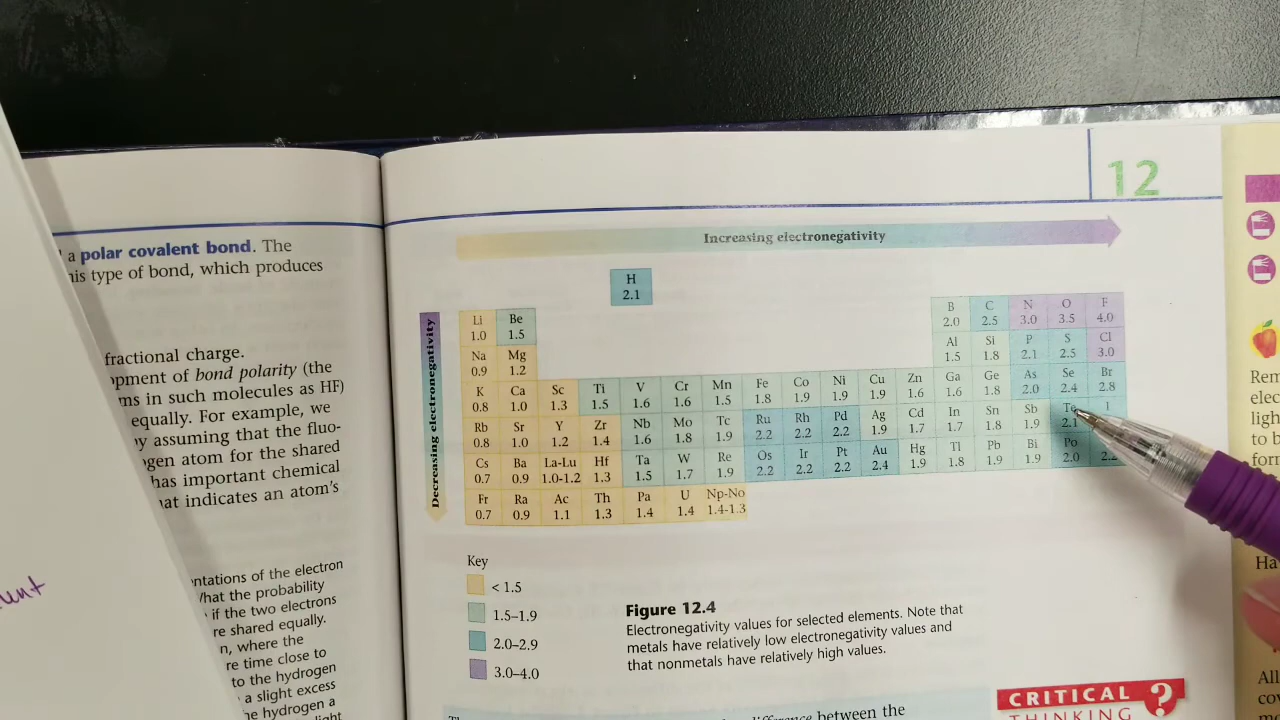 12
a polar covalent bond. The
his type of bond, which produces
fractional charge.
opment of bond polarity (the
ms in such molecules as HF)
equally. For example, we
by assuming that the fluo-
ogen atom for the shared
has important chemical
hat indicates an atom's
ntations of the electron
What the probability
if the two electrons
re shared equally.
n, where the
re time close to
to the hydrogen
a slight excess
he hydrogen a
light
Increasing electronegativity
Decreasing electronegativity
H
2.1
Li Be B C N O F
1.0 1.5 2.0 2.5 3.0 3.5 4.0
Na Mg Al Si P S Cl
0.9 1.2 1.5 1.8 2.1 2.5 3.0
K Ca Sc Ti V Cr Mn Fe Co Ni Cu Zn Ga Ge As Se Br
0.8 1.0 1.3 1.5 1.6 1.6 1.5 1.8 1.9 1.9 1.9 1.6 1.6 1.8 2.0 2.4 2.8
Rb Sr Y Zr Nb Mo Tc Ru Rh Pd Ag Cd In Sn Sb Te I
0.8 1.0 1.2 1.4 1.6 1.8 1.9 2.2 2.2 2.2 1.9 1.7 1.7 1.8 1.9 2.1
Cs Ba La-Lu Hf Ta W Re Os Ir Pt Au Hg Tl Pb Bi Po
0.7 0.9 1.0-1.2 1.3 1.5 1.7 1.9 2.2 2.2 2.2 2.4 1.9 1.8 1.9 1.9 2.0 2.2
Fr Ra Ac Th Pa U Np-No
0.7 0.9 1.1 1.3 1.4 1.4 1.4-1.3
Key
< 1.5
1.5–1.9
2.0–2.9
3.0–4.0
Figure 12.4
Electronegativity values for selected elements. Note that
metals have relatively low electronegativity values and
that nonmetals have relatively high values.
CRITICAL
THINKING
?
difference between the
Rem
elec
ligh
to b
form
Ha
All
co